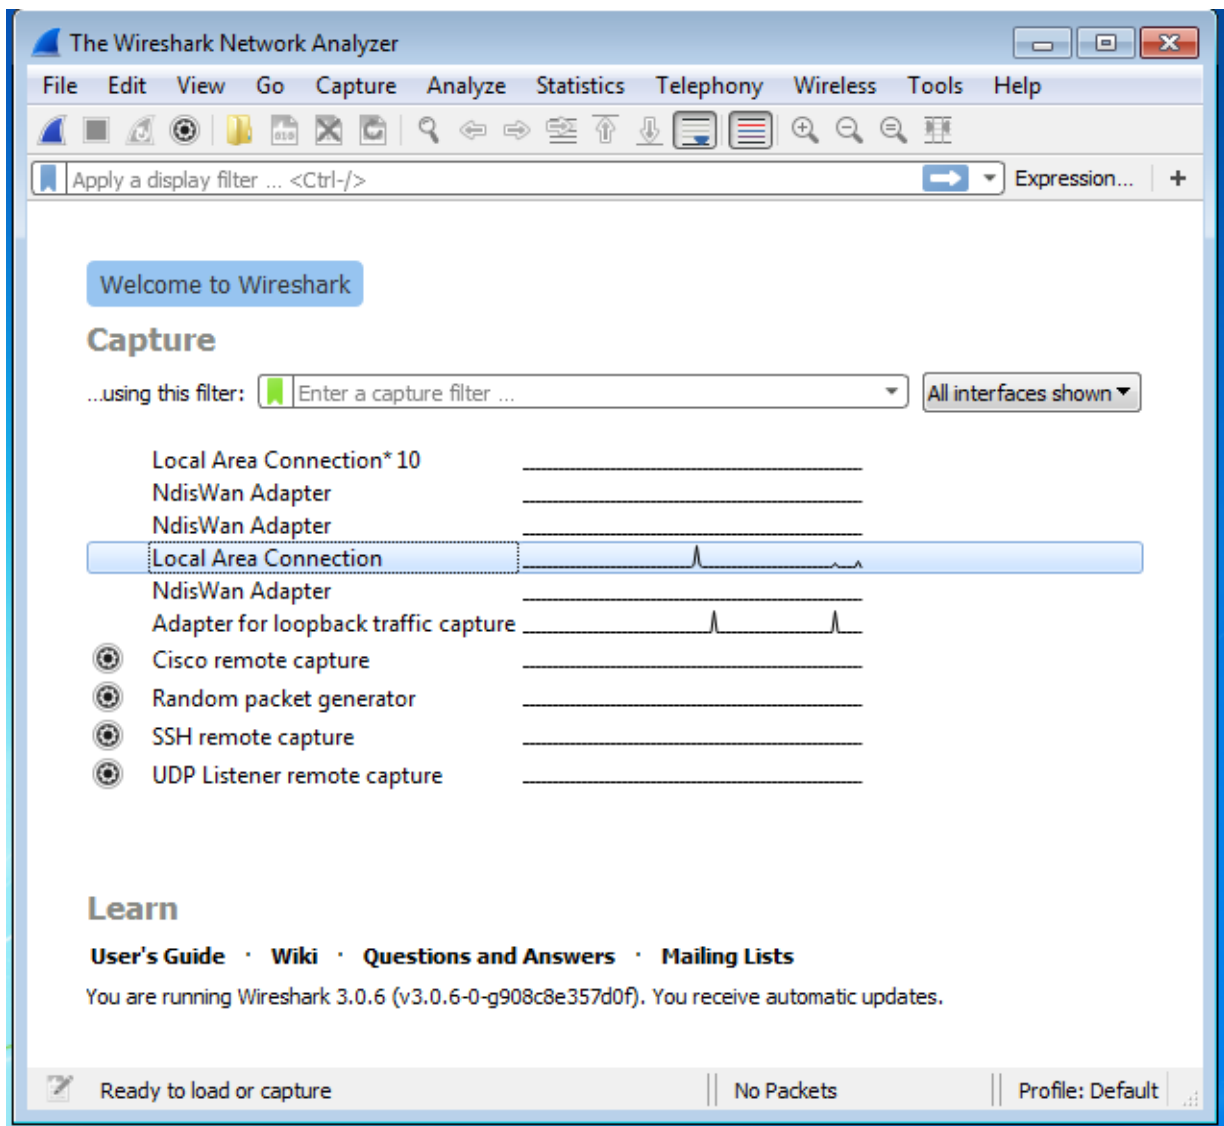 The Wireshark Network Analyzer
File Edit View Go Capture Analyze Statistics Telephony Wireless Tools Help
Apply a display filter ... <Ctrl-/> Expression... +
Welcome to Wireshark
Capture
...using this filter: Enter a capture filter ... All interfaces shown
Local Area Connection* 10
NdisWan Adapter
NdisWan Adapter
Local Area Connection
NdisWan Adapter
Adapter for loopback traffic capture
Cisco remote capture
Random packet generator
SSH remote capture
UDP Listener remote capture
Learn
User's Guide · Wiki · Questions and Answers · Mailing Lists
You are running Wireshark 3.0.6 (v3.0.6-0-g908c8e357d0f). You receive automatic updates.
Ready to load or capture No Packets Profile: Default